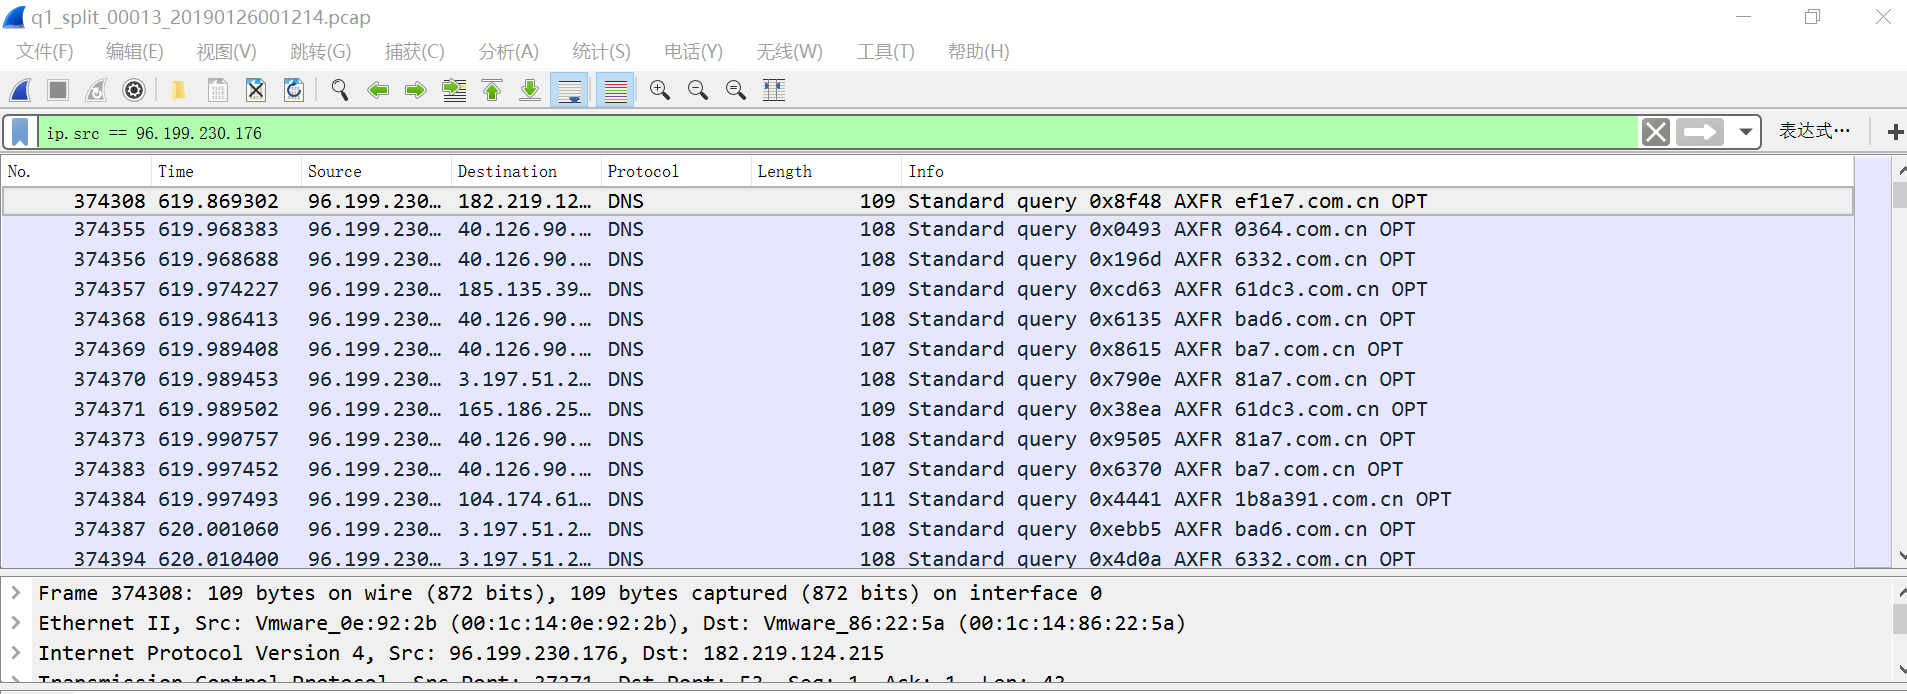 q1_split_00013_20190126001214.pcap
文件(F) 编辑(E) 视图(V) 跳转(G) 捕获(C) 分析(A) 统计(S) 电话(Y) 无线(W) 工具(T) 帮助(H)
ip.src == 96.199.230.176 表达式…
No. Time Source Destination Protocol Length Info
374308 619.869302 96.199.230… 182.219.12… DNS 109 Standard query 0x8f48 AXFR ef1e7.com.cn OPT
374355 619.968383 96.199.230… 40.126.90.… DNS 108 Standard query 0x0493 AXFR 0364.com.cn OPT
374356 619.968688 96.199.230… 40.126.90.… DNS 108 Standard query 0x196d AXFR 6332.com.cn OPT
374357 619.974227 96.199.230… 185.135.39… DNS 109 Standard query 0xcd63 AXFR 61dc3.com.cn OPT
374368 619.986413 96.199.230… 40.126.90.… DNS 108 Standard query 0x6135 AXFR bad6.com.cn OPT
374369 619.989408 96.199.230… 40.126.90.… DNS 107 Standard query 0x8615 AXFR ba7.com.cn OPT
374370 619.989453 96.199.230… 3.197.51.2… DNS 108 Standard query 0x790e AXFR 81a7.com.cn OPT
374371 619.989502 96.199.230… 165.186.25… DNS 109 Standard query 0x38ea AXFR 61dc3.com.cn OPT
374373 619.990757 96.199.230… 40.126.90.… DNS 108 Standard query 0x9505 AXFR 81a7.com.cn OPT
374383 619.997452 96.199.230… 40.126.90.… DNS 107 Standard query 0x6370 AXFR ba7.com.cn OPT
374384 619.997493 96.199.230… 104.174.61… DNS 111 Standard query 0x4441 AXFR 1b8a391.com.cn OPT
374387 620.001060 96.199.230… 3.197.51.2… DNS 108 Standard query 0xebb5 AXFR bad6.com.cn OPT
374394 620.010400 96.199.230… 3.197.51.2… DNS 108 Standard query 0x4d0a AXFR 6332.com.cn OPT
Frame 374308: 109 bytes on wire (872 bits), 109 bytes captured (872 bits) on interface 0
Ethernet II, Src: Vmware_0e:92:2b (00:1c:14:0e:92:2b), Dst: Vmware_86:22:5a (00:1c:14:86:22:5a)
Internet Protocol Version 4, Src: 96.199.230.176, Dst: 182.219.124.215
Transmission Control Protocol, Src Port: 37371, Dst Port: 53, Seq: 1, Ack: 1, Len: 43